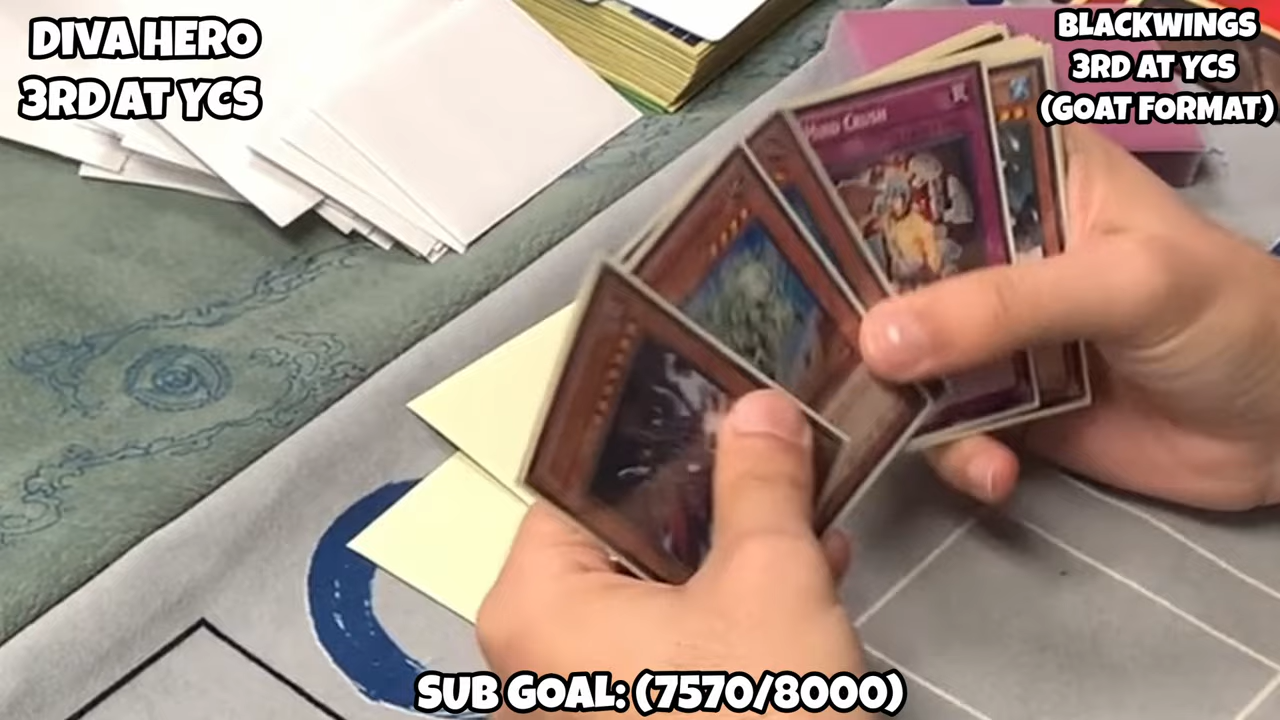 DIVA HERO
3RD AT YCS
BLACKWINGS
3RD AT YCS
(GOAT FORMAT)
MIND CRUSH
SUB GOAL: (7570/8000)